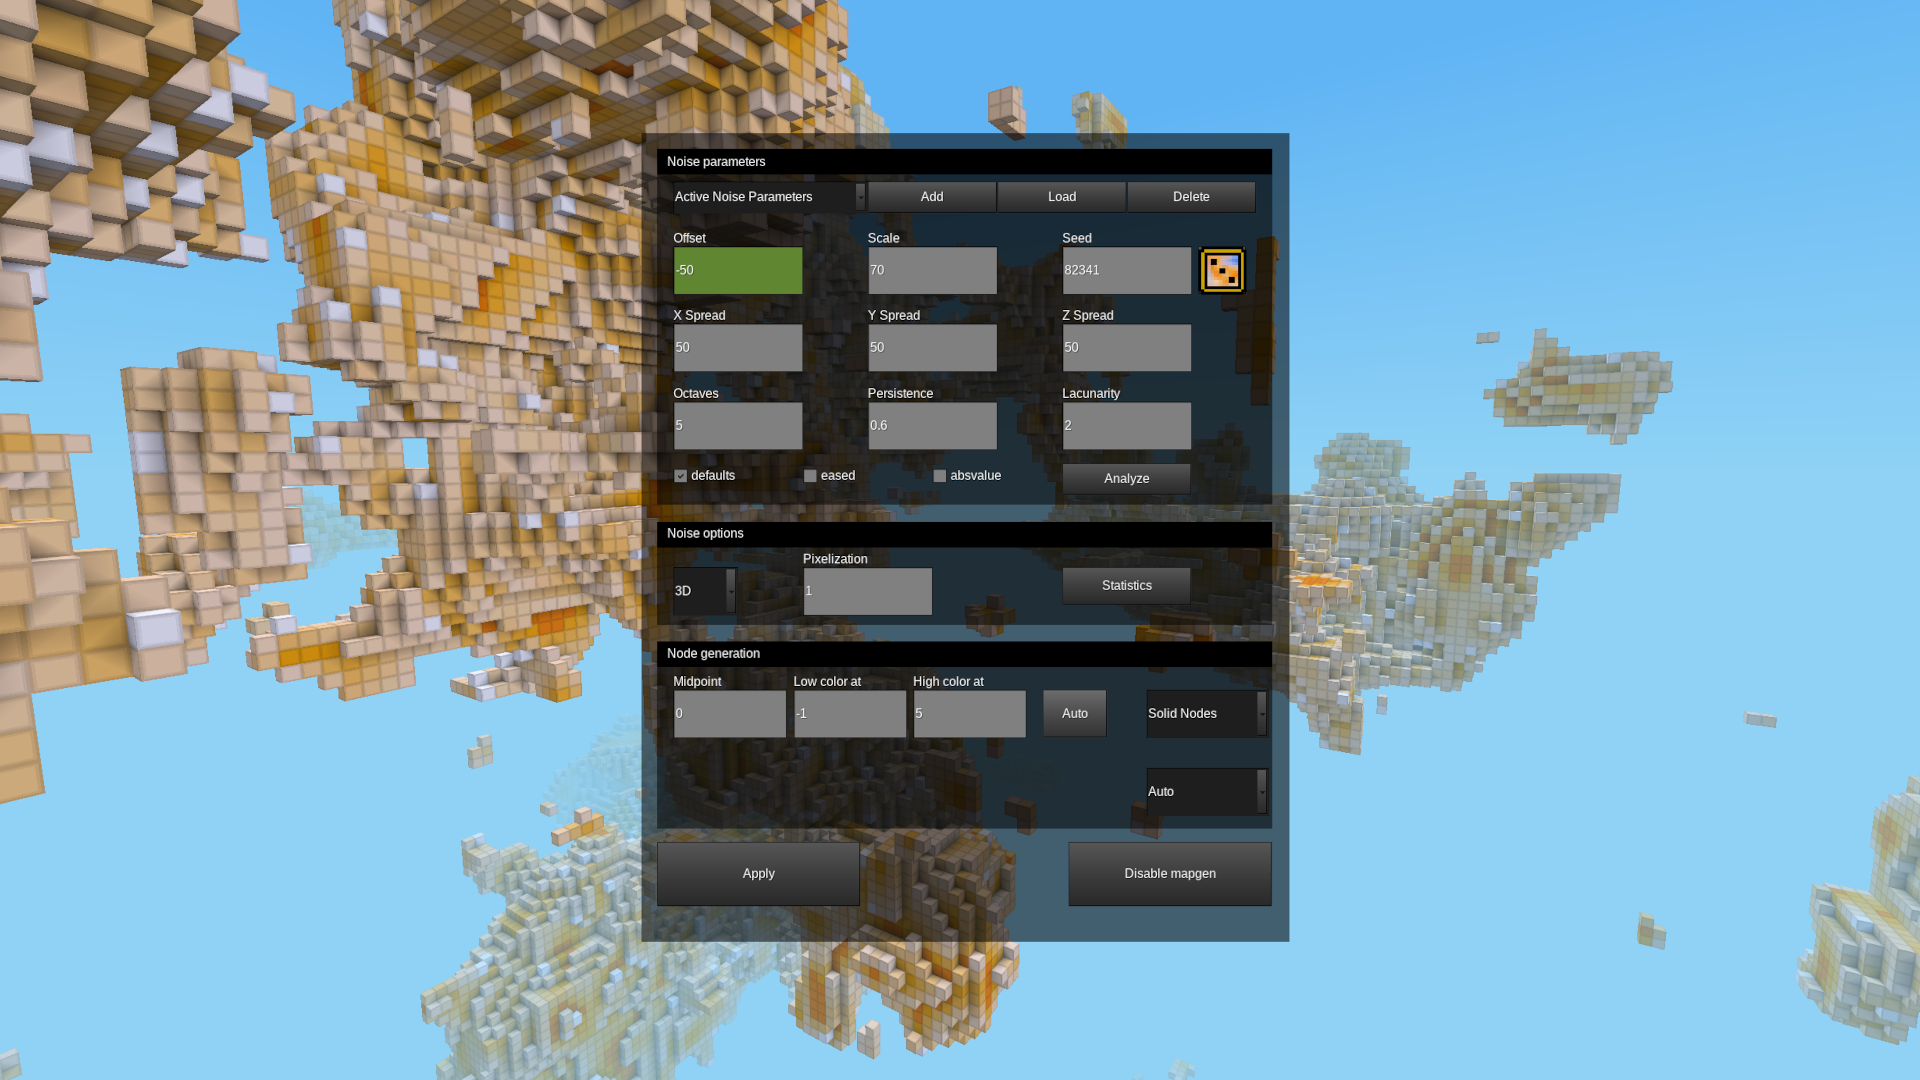 Noise parameters
Active Noise Parameters Add Load Delete
Offset Scale Seed
-50 70 82341
X Spread Y Spread Z Spread
50 50 50
Octaves Persistence Lacunarity
5 0.6 2
defaults eased absvalue Analyze
Noise options
Pixelization
3D 1 Statistics
Node generation
Midpoint Low color at High color at
0 -1 5 Auto Solid Nodes
Auto
Apply Disable mapgen